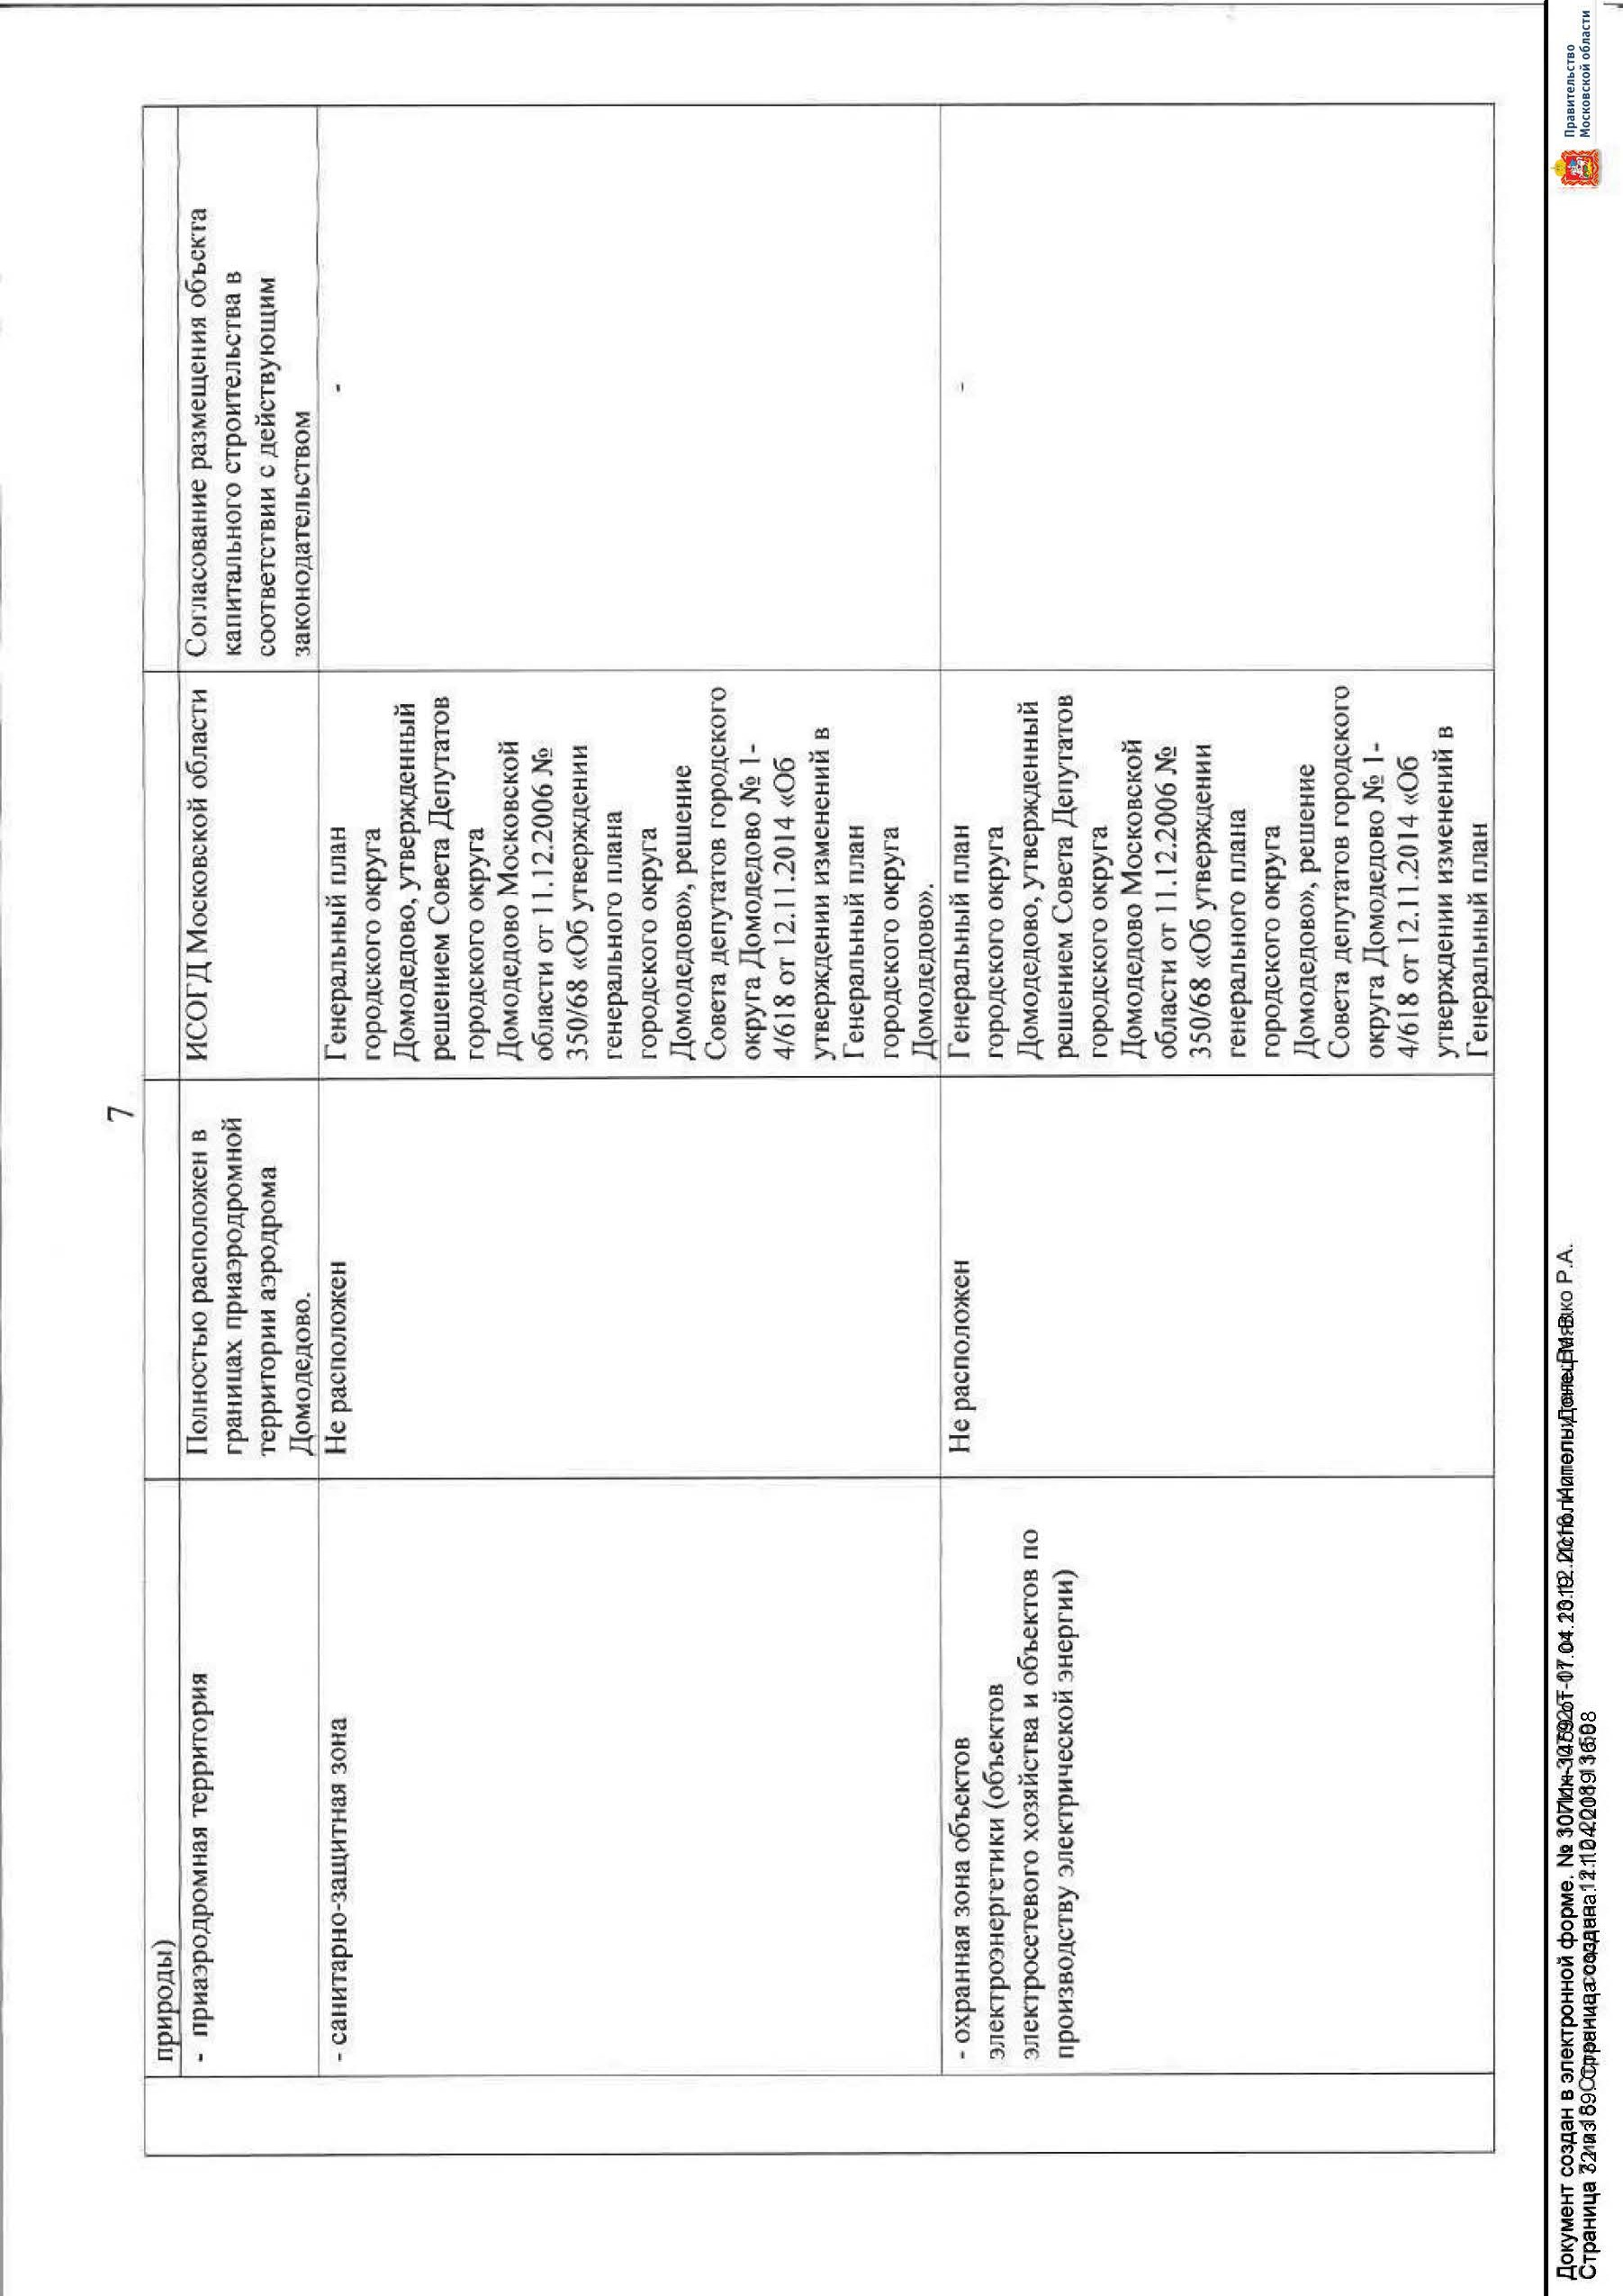 7
природы)
- приаэродромная территория
Полностью расположен в
границах приаэродромной
территории аэродрома
Домодедово.
ИСОГД Московской области
Согласование размещения объекта
капитального строительства в
соответствии с действующим
законодательством
- санитарно-защитная зона
Не расположен
Генеральный план
городского округа
Домодедово, утвержденный
решением Совета Депутатов
городского округа
Домодедово Московской
области от 11.12.2006 №
350/68 «Об утверждении
генерального плана
городского округа
Домодедово», решение
Совета депутатов городского
округа Домодедово № 1-
4/618 от 12.11.2014 «Об
утверждении изменений в
Генеральный план
городского округа
Домодедово».
-
- охранная зона объектов
электроэнергетики (объектов
электросетевого хозяйства и объектов по
производству электрической энергии)
Не расположен
Генеральный план
городского округа
Домодедово, утвержденный
решением Совета Депутатов
городского округа
Домодедово Московской
области от 11.12.2006 №
350/68 «Об утверждении
генерального плана
городского округа
Домодедово», решение
Совета депутатов городского
округа Домодедово № 1-
4/618 от 12.11.2014 «Об
утверждении изменений в
Генеральный план
-
Документ создан в электронной форме. №
Страница
Правительство
Московской области